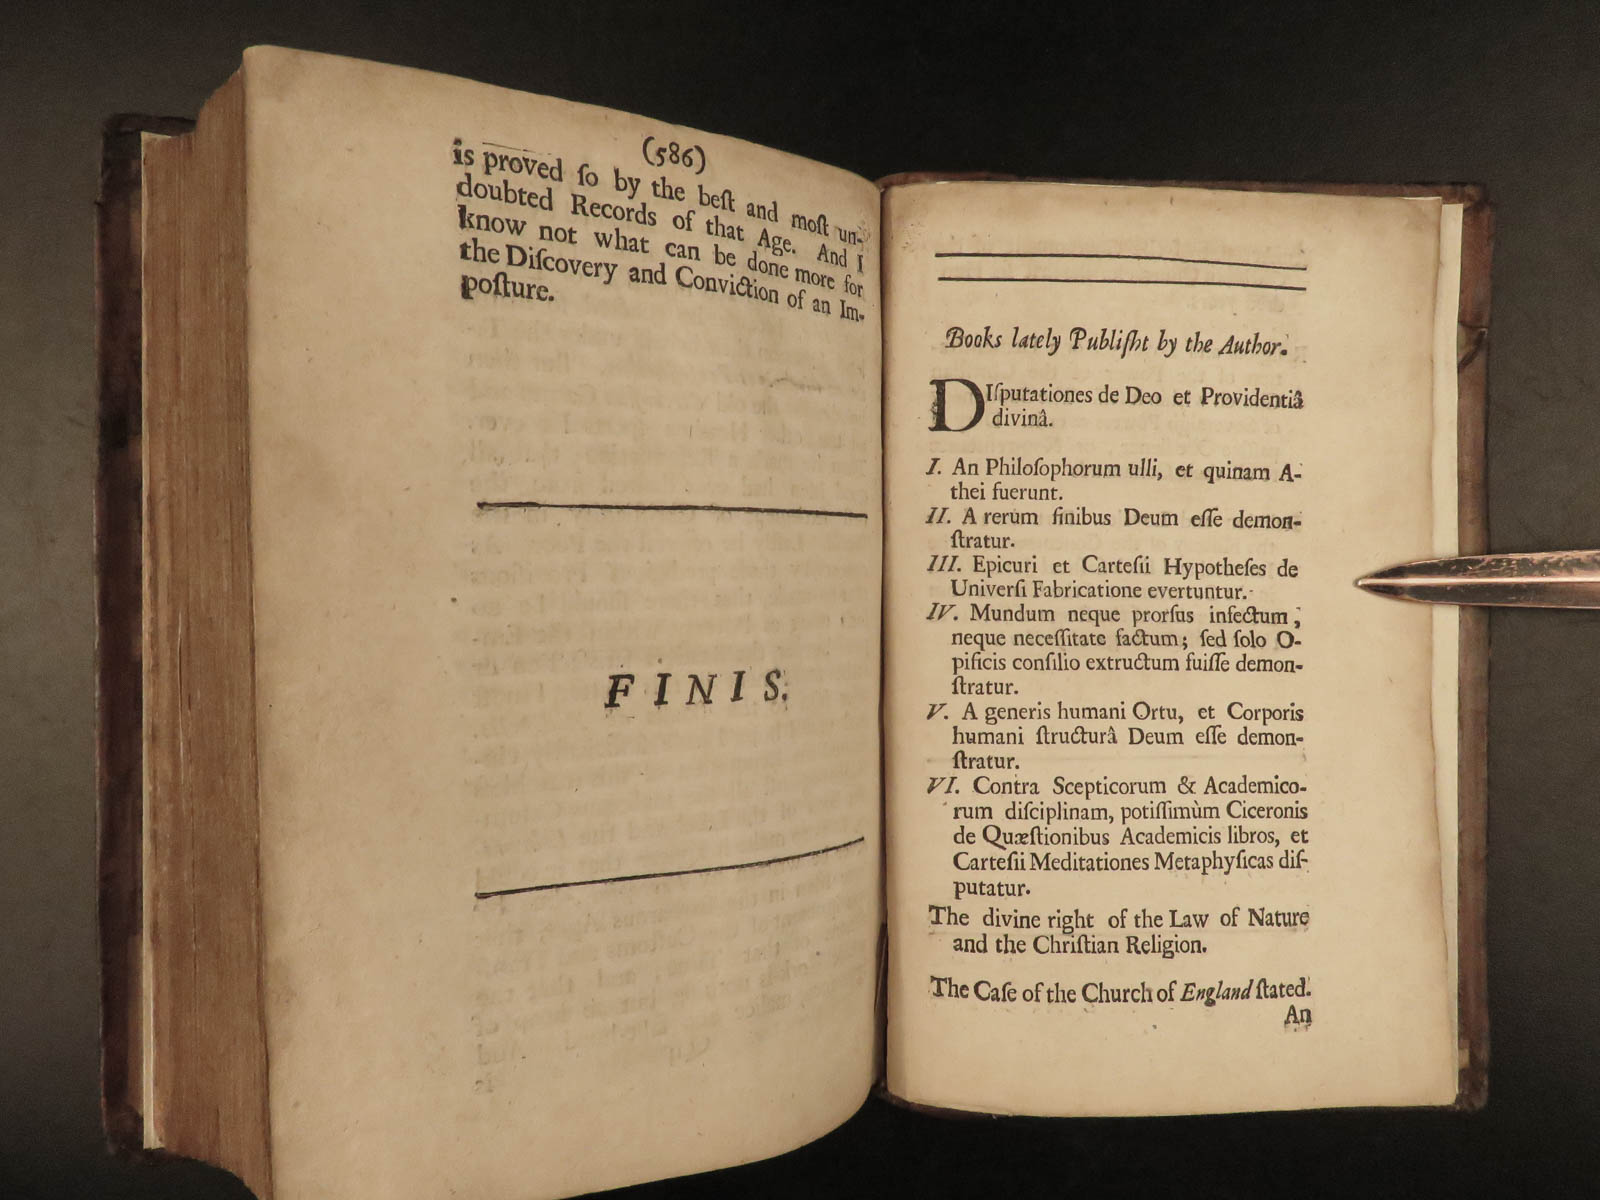 (586)
is proved ſo by the beſt and moſt un-
doubted Records of that Age. And I
know not what can be done more for
the Diſcovery and Conviction of an Im-
poſture.
FINIS.
Books lately Publiſht by the Author.
DIſputationes de Deo et Providentiâ
divinâ.
I. An Philoſophorum ulli, et quinam A-
thei fuerunt.
II. A rerum finibus Deum eſſe demon-
ſtratur.
III. Epicuri et Carteſii Hypotheſes de
Univerſi Fabricatione evertuntur.
IV. Mundum neque prorſus infectum,
neque neceſſitate factum; ſed ſolo O-
pificis conſilio extructum fuiſſe demon-
ſtratur.
V. A generis humani Ortu, et Corporis
humani ſtructurâ Deum eſſe demon-
ſtratur.
VI. Contra Scepticorum & Academico-
rum diſciplinam, potiſſimùm Ciceronis
de Quæſtionibus Academicis libros, et
Carteſii Meditationes Metaphyſicas diſ-
putatur.
The divine right of the Law of Nature
and the Chriſtian Religion.
The Caſe of the Church of England ſtated.
An